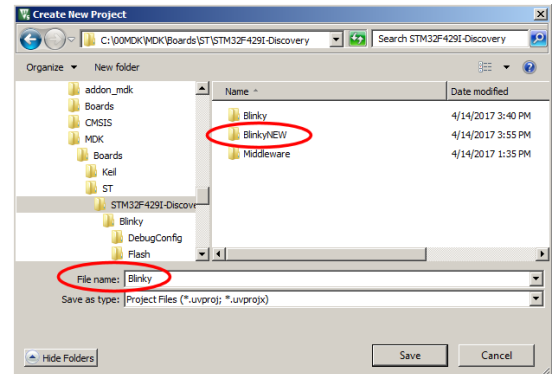 Create New Project
C:\00MDK\MDK\Boards\ST\STM32F429I-Discovery
Search STM32F429I-Discovery
Organize New folder
addon_mdk
Boards
CMSIS
MDK
Boards
Keil
ST
STM32F429I-Discove
Blinky
DebugConfig
Flash
Name Date modified
Blinky 4/14/2017 3:40 PM
BlinkyNEW 4/14/2017 3:55 PM
Middleware 4/14/2017 1:35 PM
File name: Blinky
Save as type: Project Files (*.uvproj; *.uvprojx)
Hide Folders Save Cancel